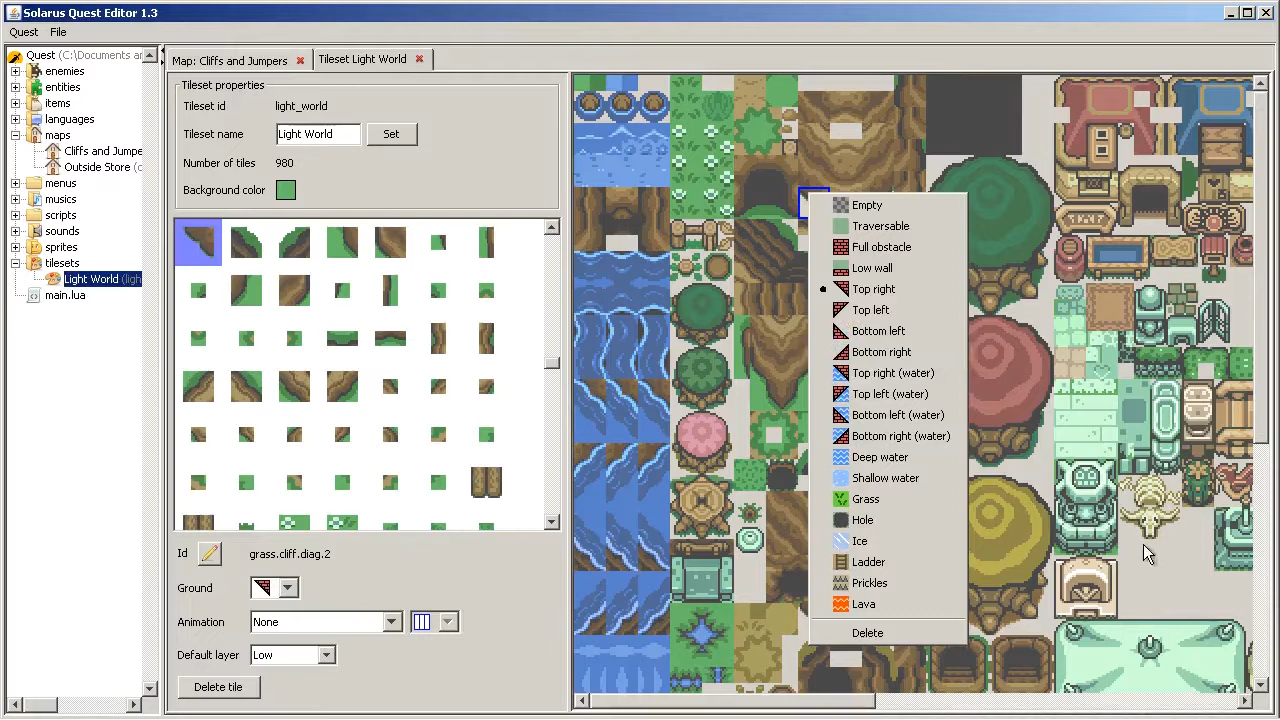 Solarus Quest Editor 1.3
Quest File
Quest (C:\Documents ar
enemies
entities
items
languages
maps
Cliffs and Jumpe
Outside Store (
menus
musics
scripts
sounds
sprites
tilesets
Light World (ligh
main.lua
Map: Cliffs and Jumpers
Tileset Light World
Tileset properties
Tileset id light_world
Tileset name Light World Set
Number of tiles 980
Background color
Id grass.cliff.diag.2
Ground
Animation None
Default layer Low
Delete tile
Empty
Traversable
Full obstacle
Low wall
Top right
Top left
Bottom left
Bottom right
Top right (water)
Top left (water)
Bottom left (water)
Bottom right (water)
Deep water
Shallow water
Grass
Hole
Ice
Ladder
Prickles
Lava
Delete